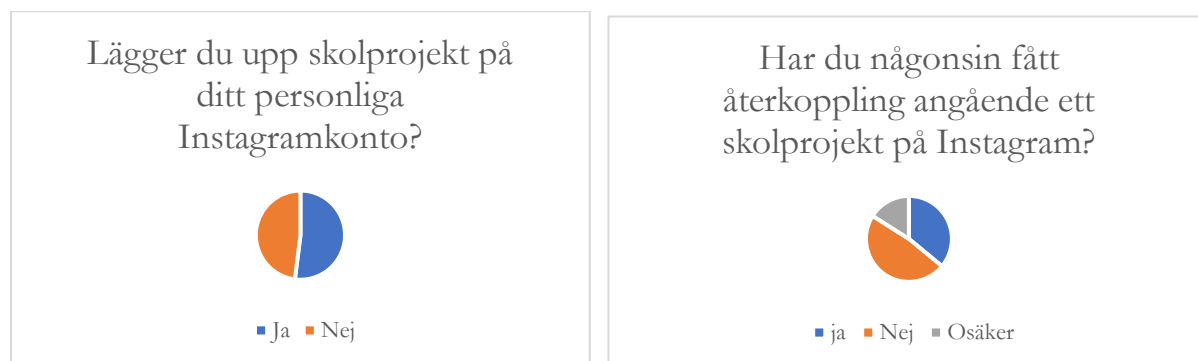 Lägger du upp skolprojekt på
ditt personliga
Instagramkonto?
Ja Nej
Har du någonsin fått
återkoppling angående ett
skolprojekt på Instagram?
ja Nej Osäker